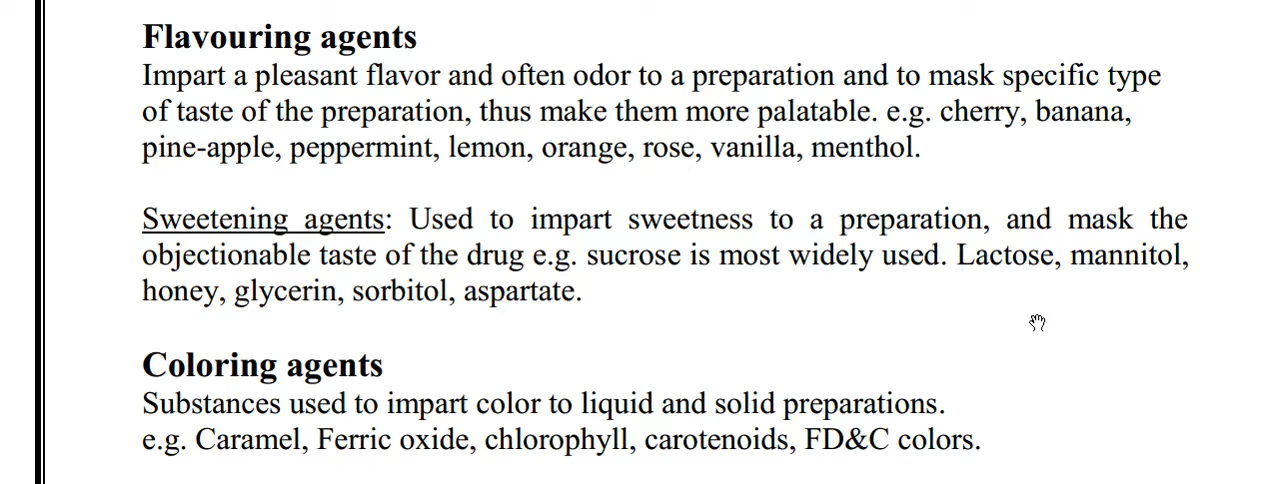 Flavouring agents
Impart a pleasant flavor and often odor to a preparation and to mask specific type
of taste of the preparation, thus make them more palatable. e.g. cherry, banana,
pine-apple, peppermint, lemon, orange, rose, vanilla, menthol.
Sweetening agents: Used to impart sweetness to a preparation, and mask the
objectionable taste of the drug e.g. sucrose is most widely used. Lactose, mannitol,
honey, glycerin, sorbitol, aspartate.
Coloring agents
Substances used to impart color to liquid and solid preparations.
e.g. Caramel, Ferric oxide, chlorophyll, carotenoids, FD&C colors.